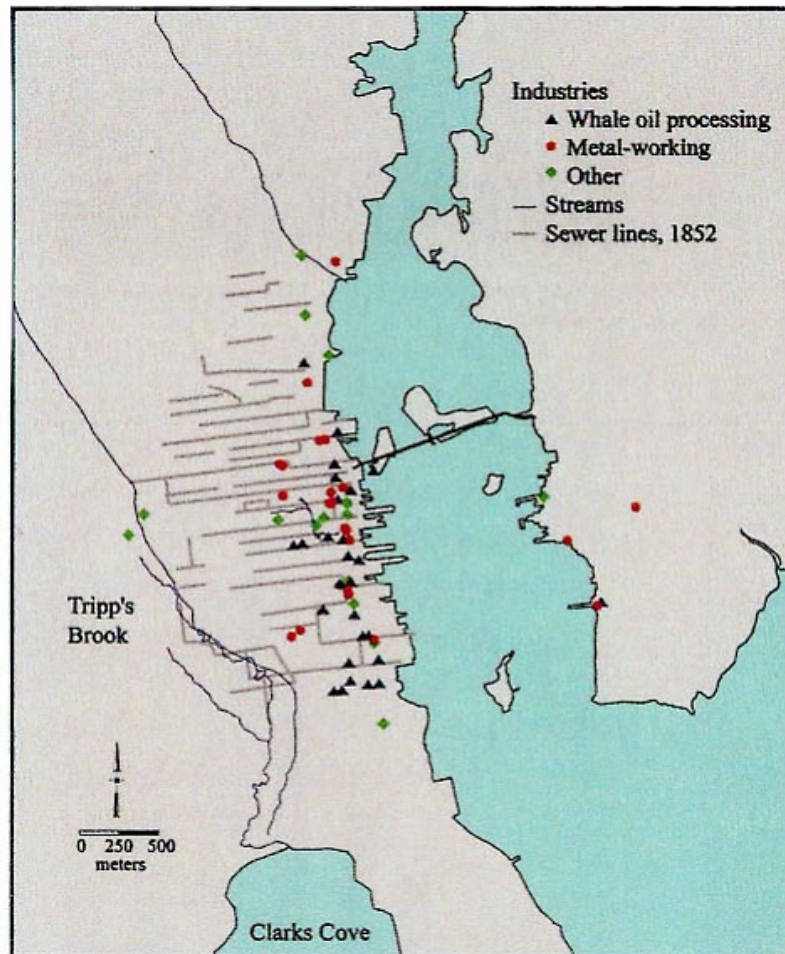 Industries
Whale oil processing
Metal-working
Other
Streams
Sewer lines, 1852
Tripp's
Brook
0 250 500
meters
Clarks Cove